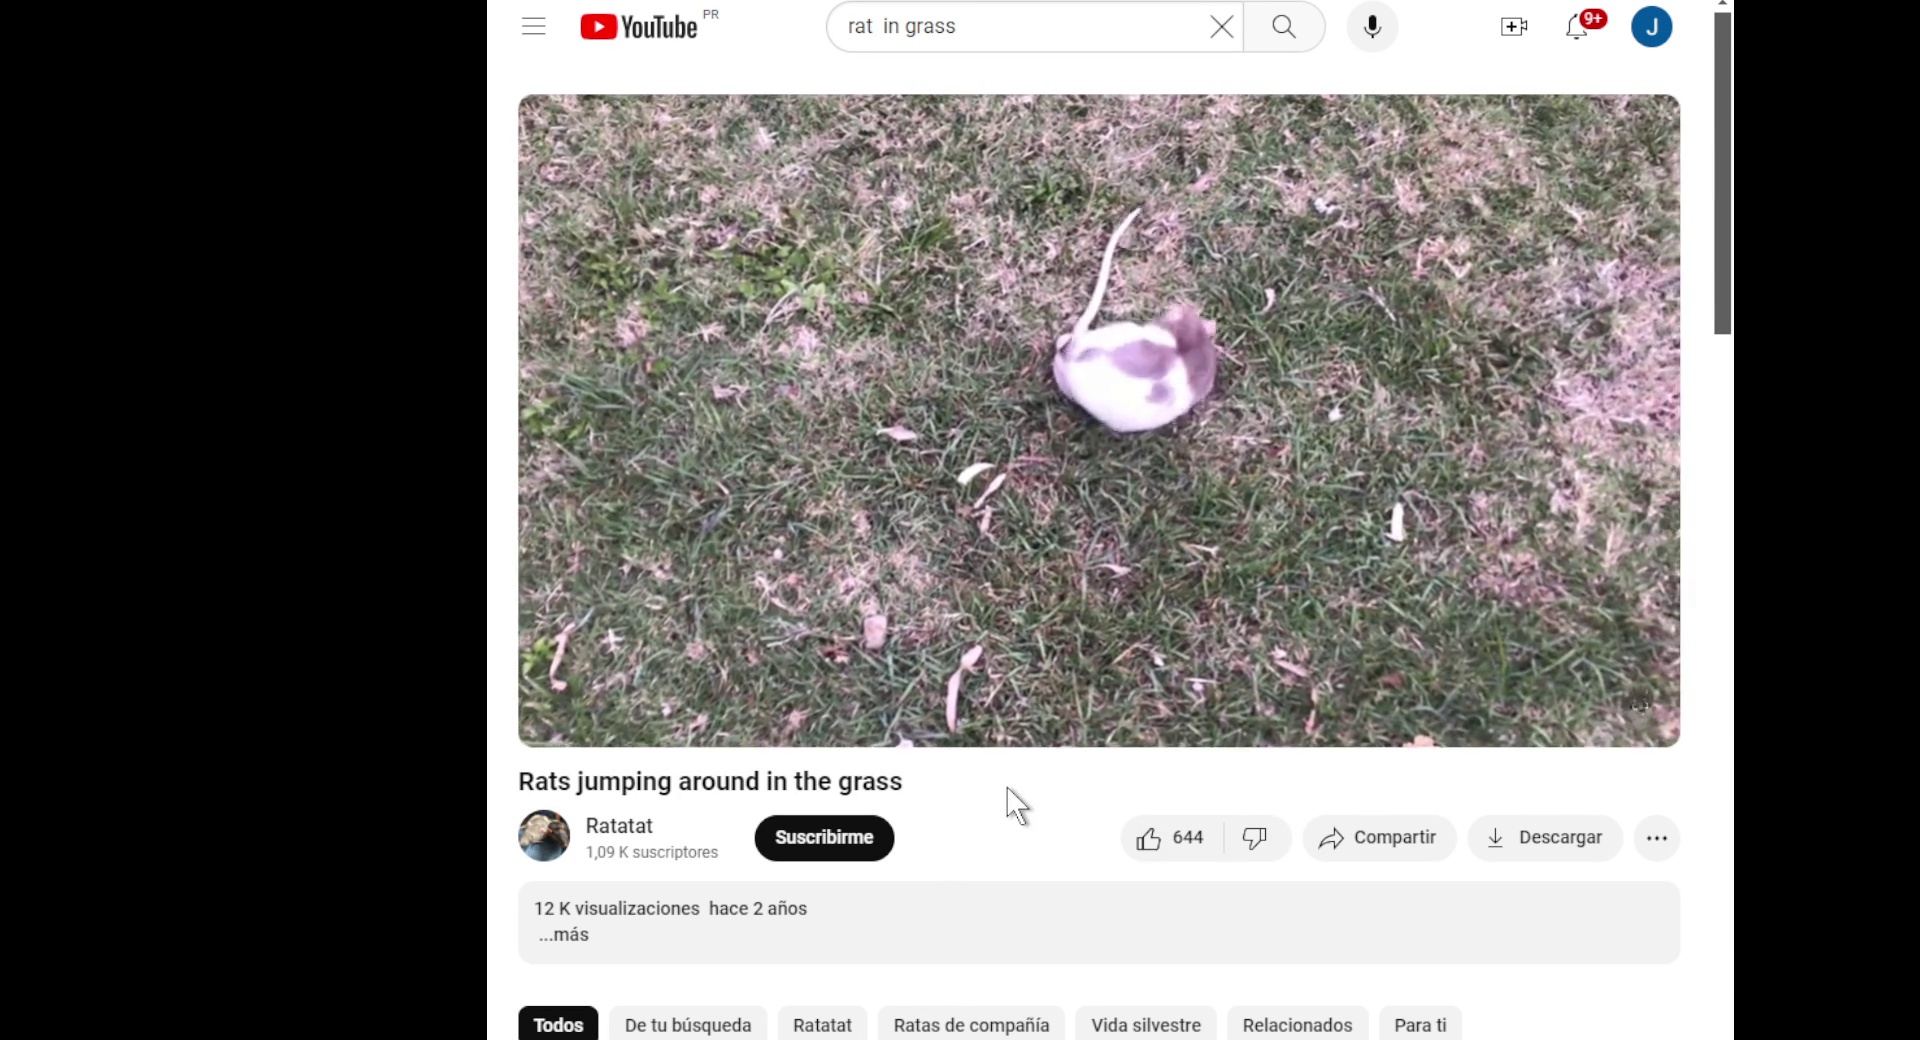 YouTube PR
rat in grass
9+
J
Rats jumping around in the grass
Ratatat
1,09 K suscriptores
Suscribirme
644
Compartir
Descargar
12 K visualizaciones hace 2 años
...más
Todos
De tu búsqueda
Ratatat
Ratas de compañía
Vida silvestre
Relacionados
Para ti